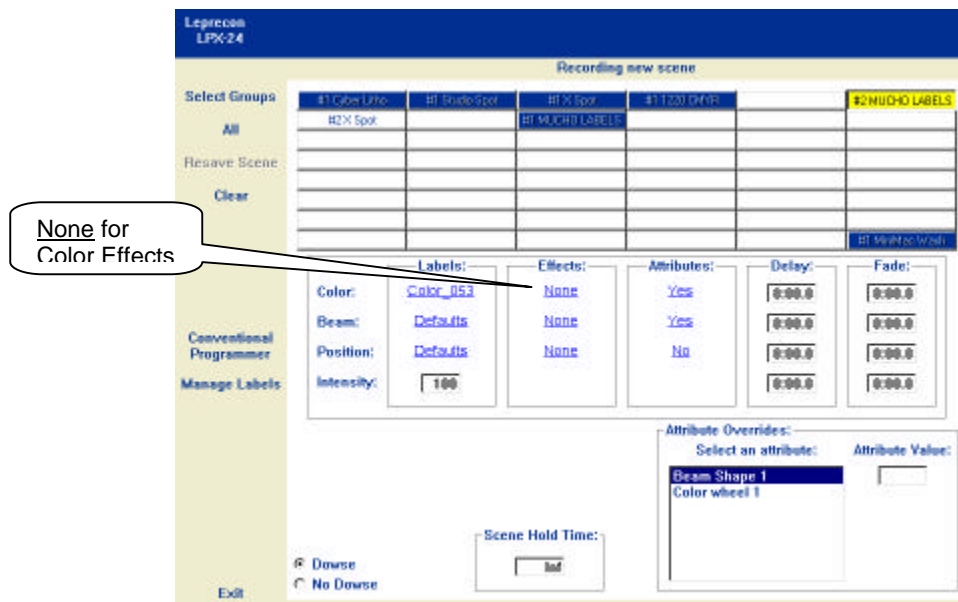 Leprecon
LPX-24
Recording new scene
Select Groups
All
Resave Scene
Clear
Conventional
Programmer
Manage Labels
Exit
#1 Cyber Litho #1 Studio Spot #1 X Spot #1 1220 CMYR #2 MUCHO LABELS
#2 X Spot #1 MUCHO LABELS
#1 MiniMac Wash
None for
Color Effects
Labels: Effects: Attributes: Delay: Fade:
Color: Color_053 None Yes 0:00.0 0:00.0
Beam: Defaults None Yes 0:00.0 0:00.0
Position: Defaults None No 0:00.0 0:00.0
Intensity: 100 0:00.0 0:00.0
Attribute Overrides:
Select an attribute: Attribute Value:
Beam Shape 1
Color wheel 1
Scene Hold Time:
Inf
Dowse
No Dowse